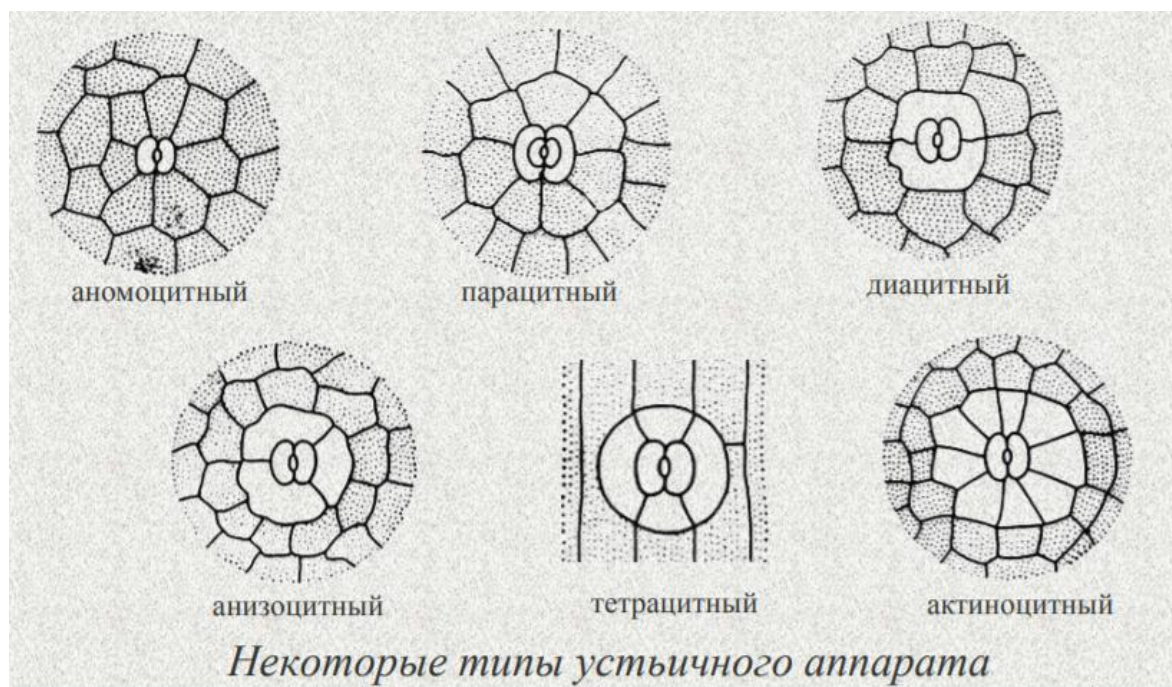 аномоцитный
парацитный
диацитный
анизоцитный
тетрацитный
актиноцитный
Некоторые типы устьичного аппарата